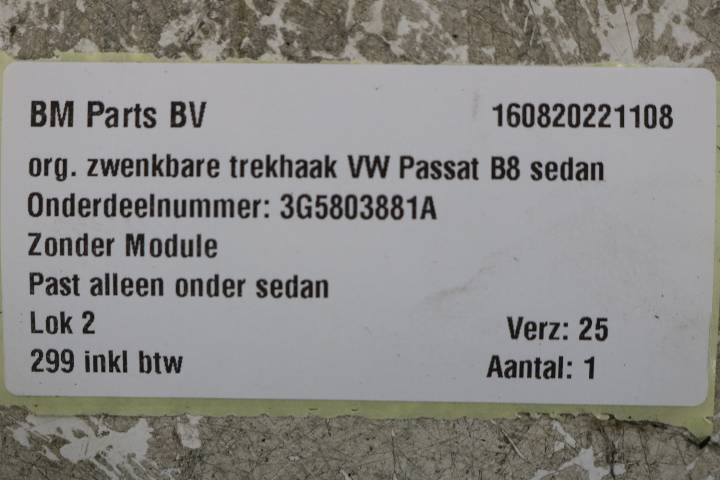 BM Parts BV 160820221108
org. zwenkbare trekhaak VW Passat B8 sedan
Onderdeelnummer: 3G5803881A
Zonder Module
Past alleen onder sedan
Lok 2 Verz: 25
299 inkl btw Aantal: 1